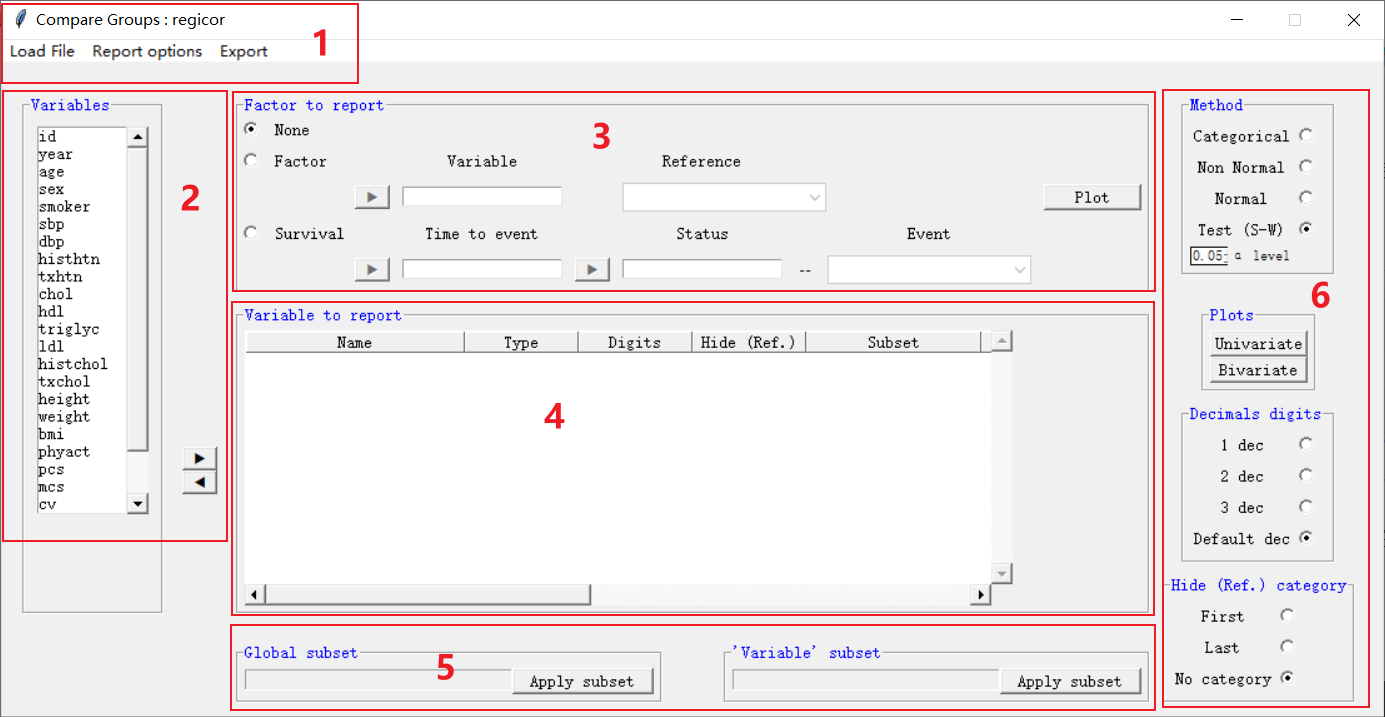 Compare Groups : regicor
Load File Report options Export
1
Variables
id
year
age
sex
smoker
sbp
dbp
histhtn
txhtn
chol
hdl
triglyc
ldl
histchol
txchol
height
weight
bmi
phyact
pcs
mcs
cv
2
Factor to report
3
None
Factor Variable Reference
Plot
Survival Time to event Status Event
--
Variable to report
Name Type Digits Hide (Ref.) Subset
4
Global subset
5
Apply subset
'Variable' subset
Apply subset
Method
Categorical
Non Normal
Normal
Test (S-W)
0.05 α level
6
Plots
Univariate
Bivariate
Decimals digits
1 dec
2 dec
3 dec
Default dec
Hide (Ref.) category
First
Last
No category